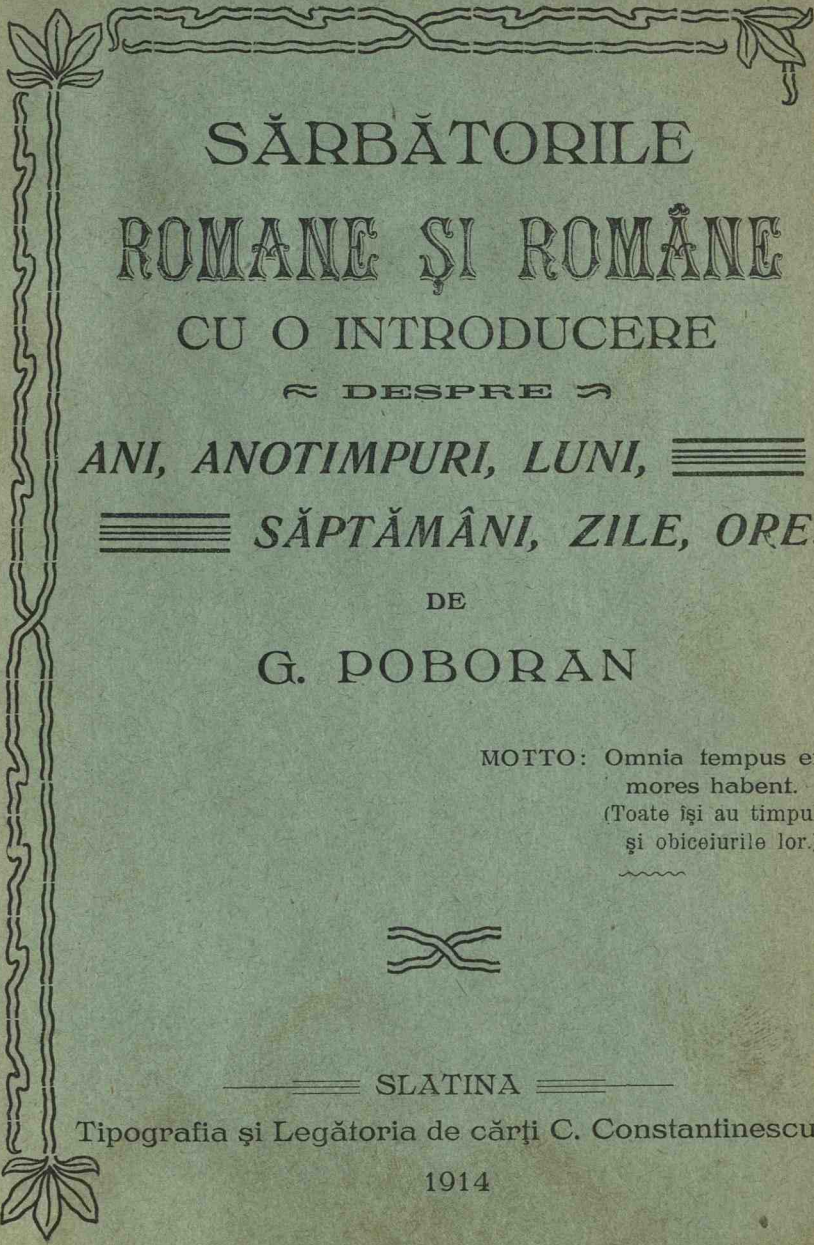 SĂRBĂTORILE
ROMANE ŞI ROMÂNE
CU O INTRODUCERE
DESPRE
ANI, ANOTIMPURI, LUNI,
SĂPTĂMÂNI, ZILE, ORE
DE
G. POBORAN
MOTTO: Omnia tempus et
mores habent.
(Toate îşi au timpu
şi obiceiurile lor.
SLATINA
Tipografia şi Legătoria de cărţi C. Constantinescu
1914